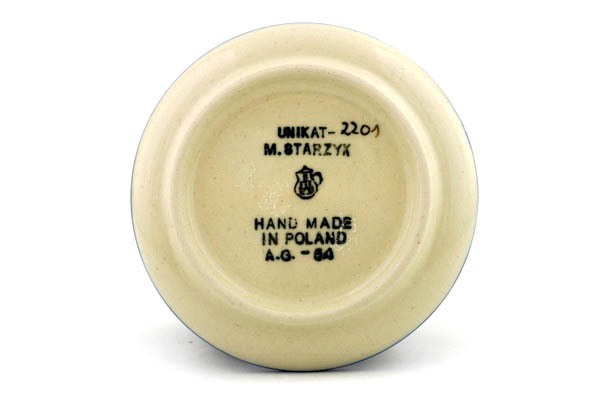 UNIKAT-2201
M.STARZYK
HAND MADE
IN POLAND
A.G. - 54